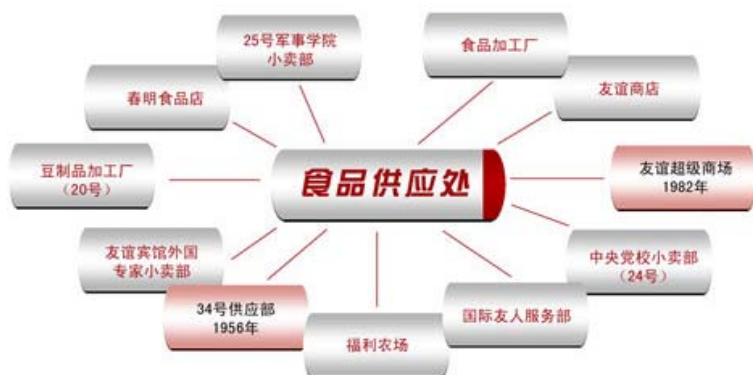 25号军事学院
小卖部
食品加工厂
春明食品店
友谊商店
豆制品加工厂
（20号）
食品供应处
友谊超级商场
1982年
友谊宾馆外国
专家小卖部
中央党校小卖部
（24号）
34号供应部
1956年
国际友人服务部
福利农场